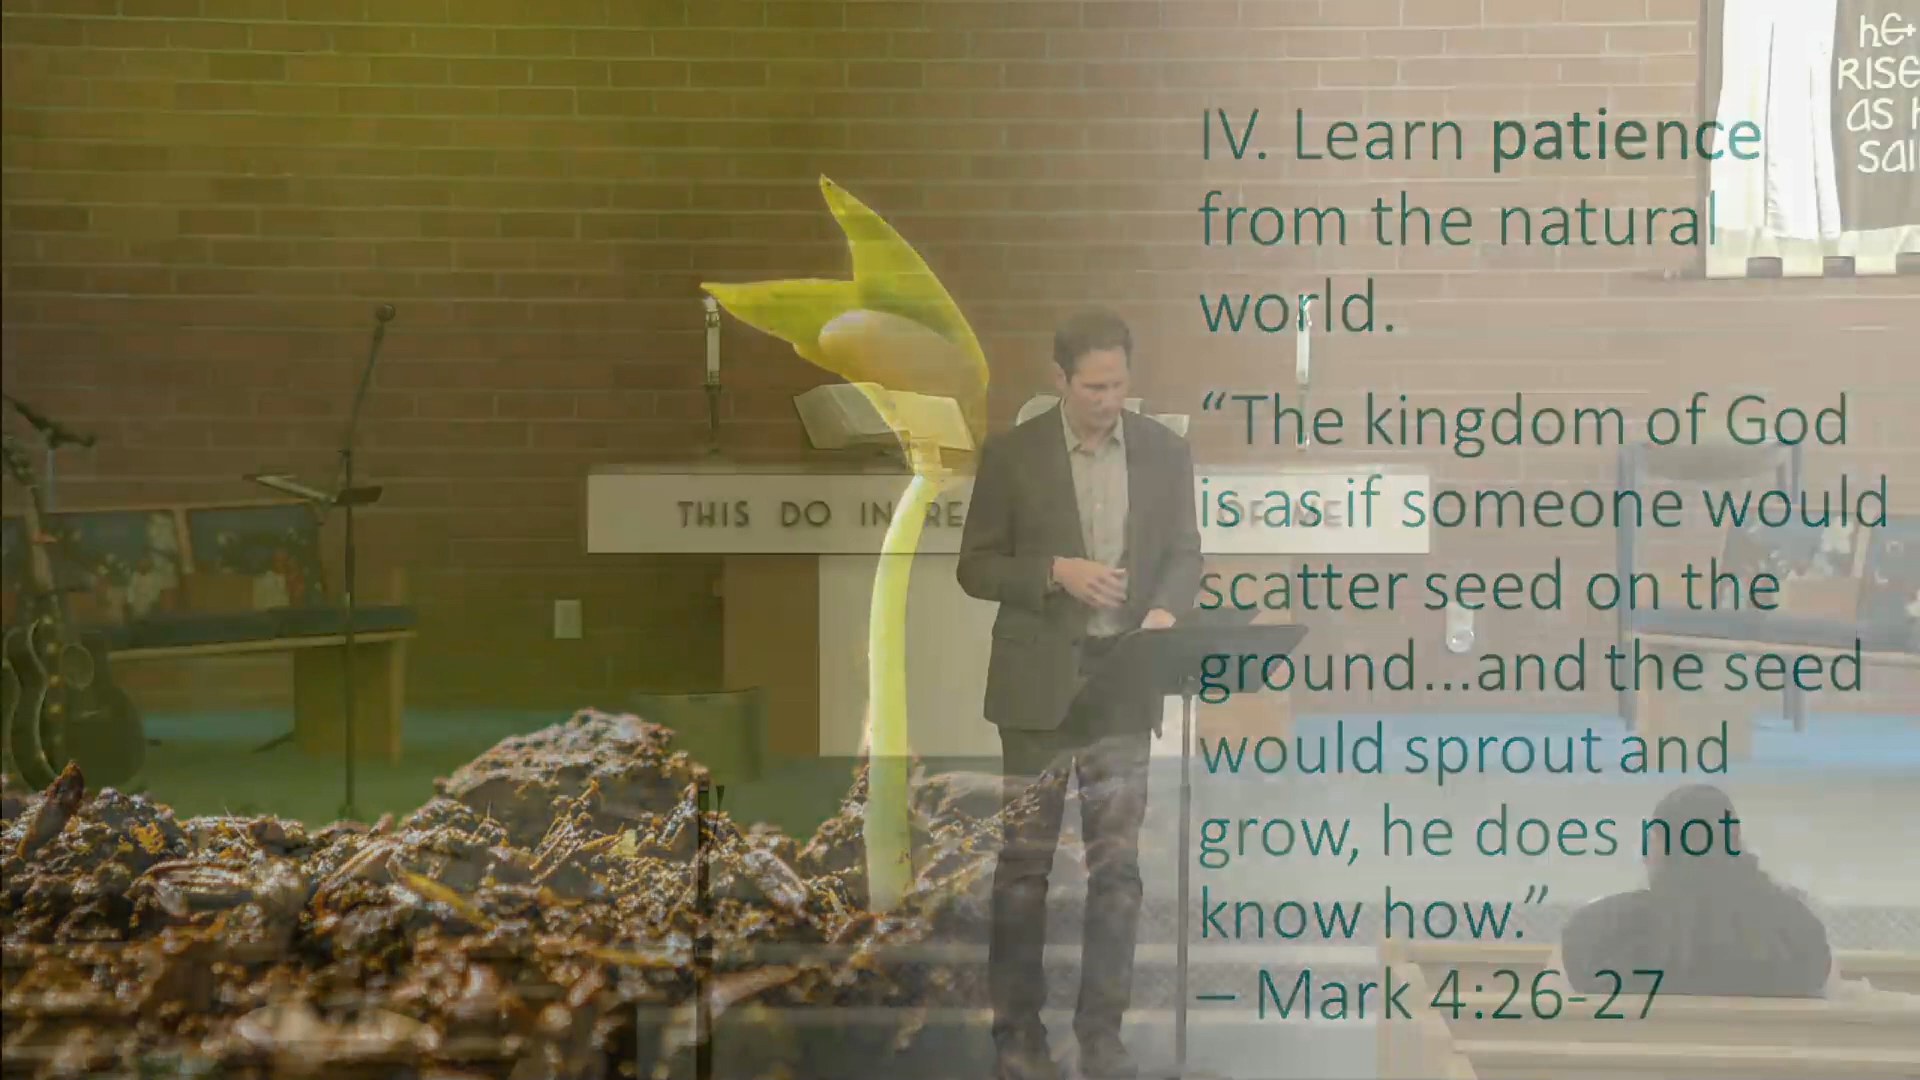 he
RISE
as
IV. Learn patience
from the natural
world.
“The kingdom of God
is as if someone would
scatter seed on the
ground...and the seed
would sprout and
grow, he does not
know how.”
– Mark 4:26-27
THIS DO IN